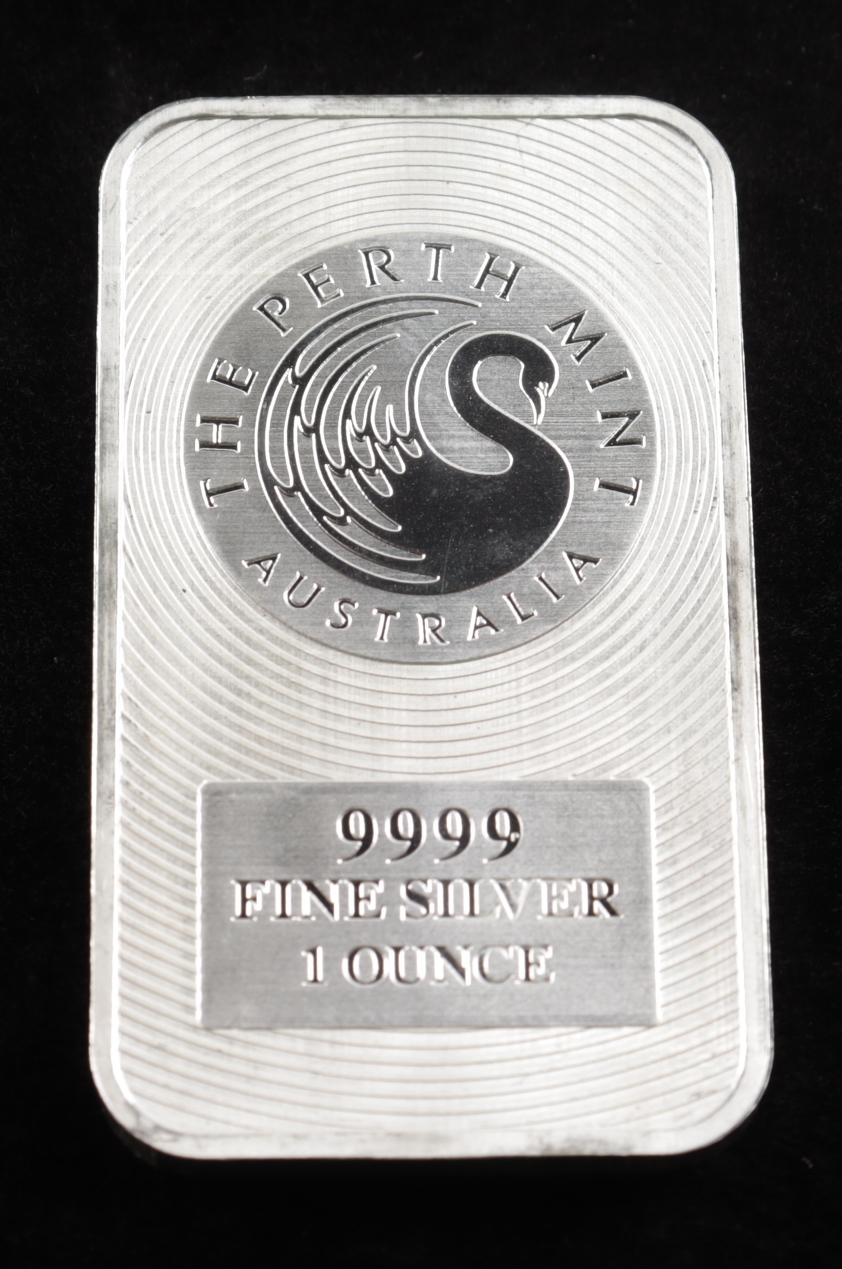 THE PERTH MINT
AUSTRALIA
9999
FINE SILVER
1 OUNCE